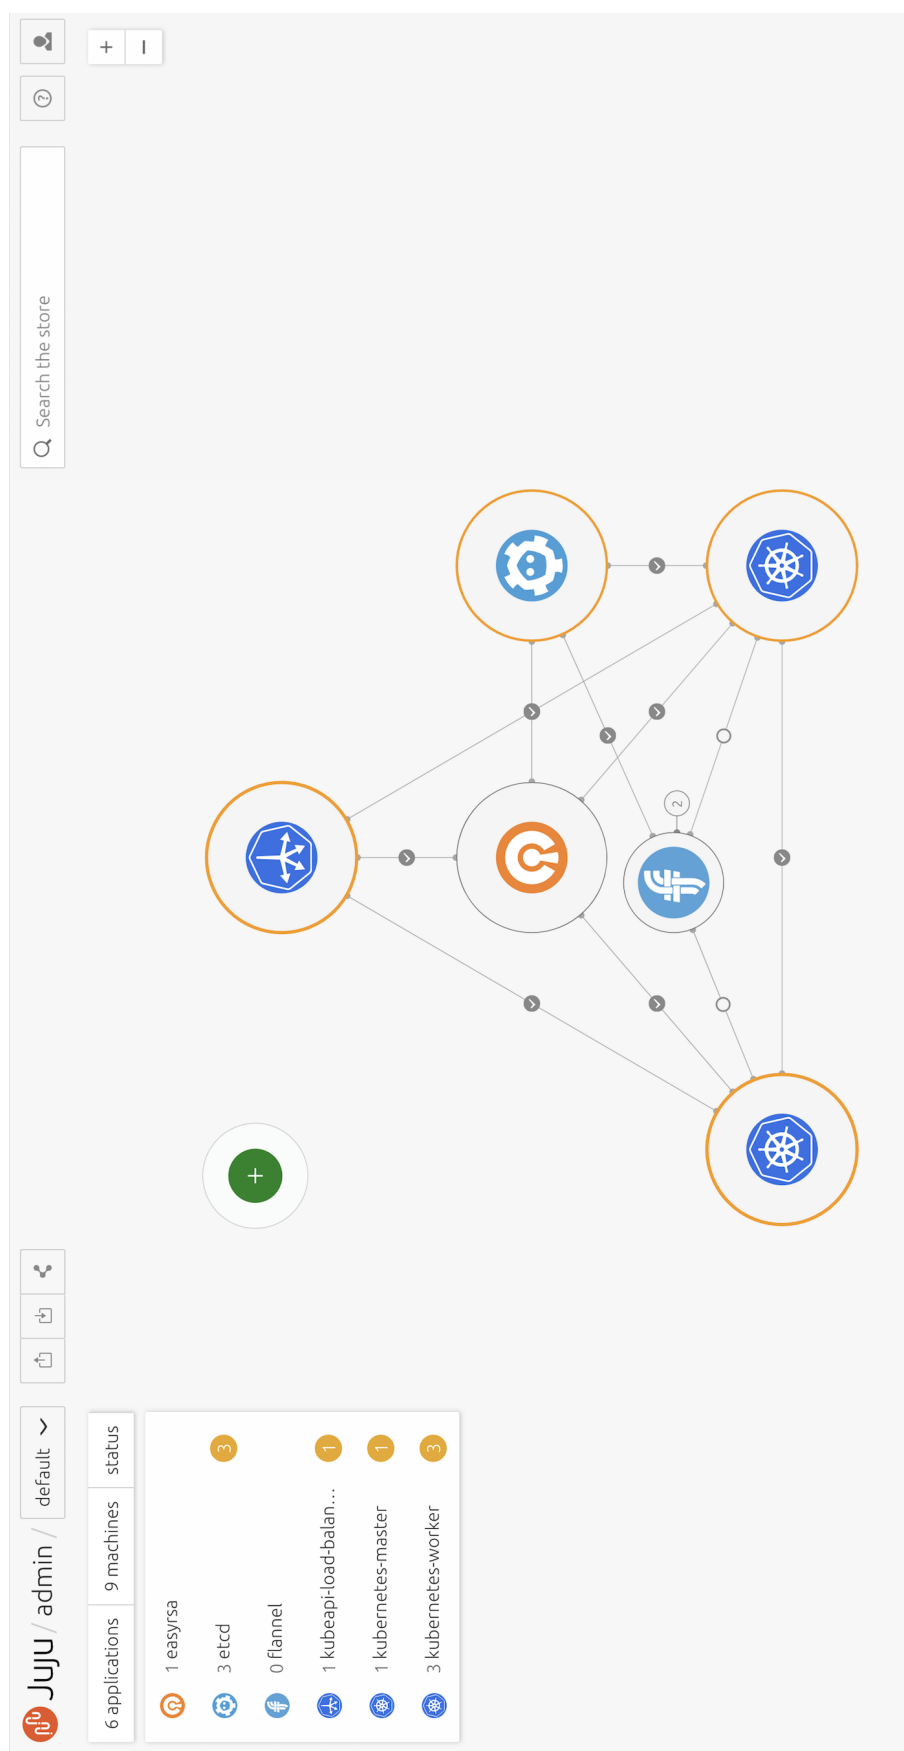 Juju / admin / default
Search the store
6 applications 9 machines status
1 easyrsa
3 etcd 3
0 flannel
1 kubeapi-load-balan... 1
1 kubernetes-master 1
3 kubernetes-worker 3
2